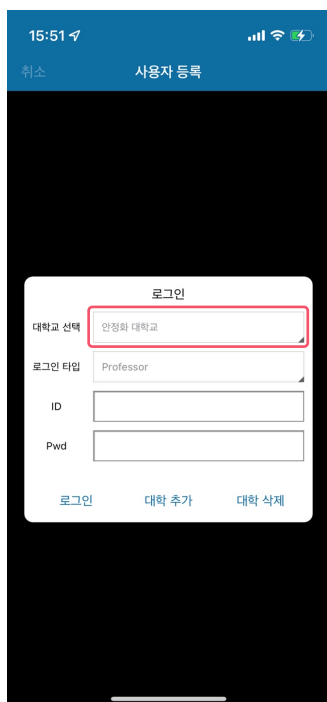 15:51
취소 사용자 등록
로그인
대학교 선택 안정화 대학교
로그인 타입 Professor
ID
Pwd
로그인 대학 추가 대학 삭제